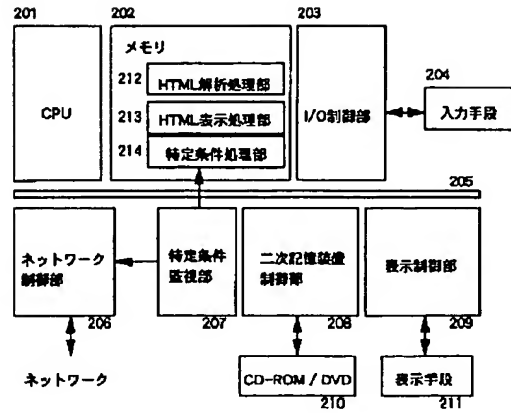 201
202
203
メモリ
204
212
HTML解析処理部
CPU
213
HTML表示処理部
I/O制御部
入力手段
214
特定条件処理部
205
ネットワーク
制御部
特定条件
監視部
二次記憶装置
制御部
表示制御部
206
207
208
209
ネットワーク
CD-ROM / DVD
表示手段
210
211